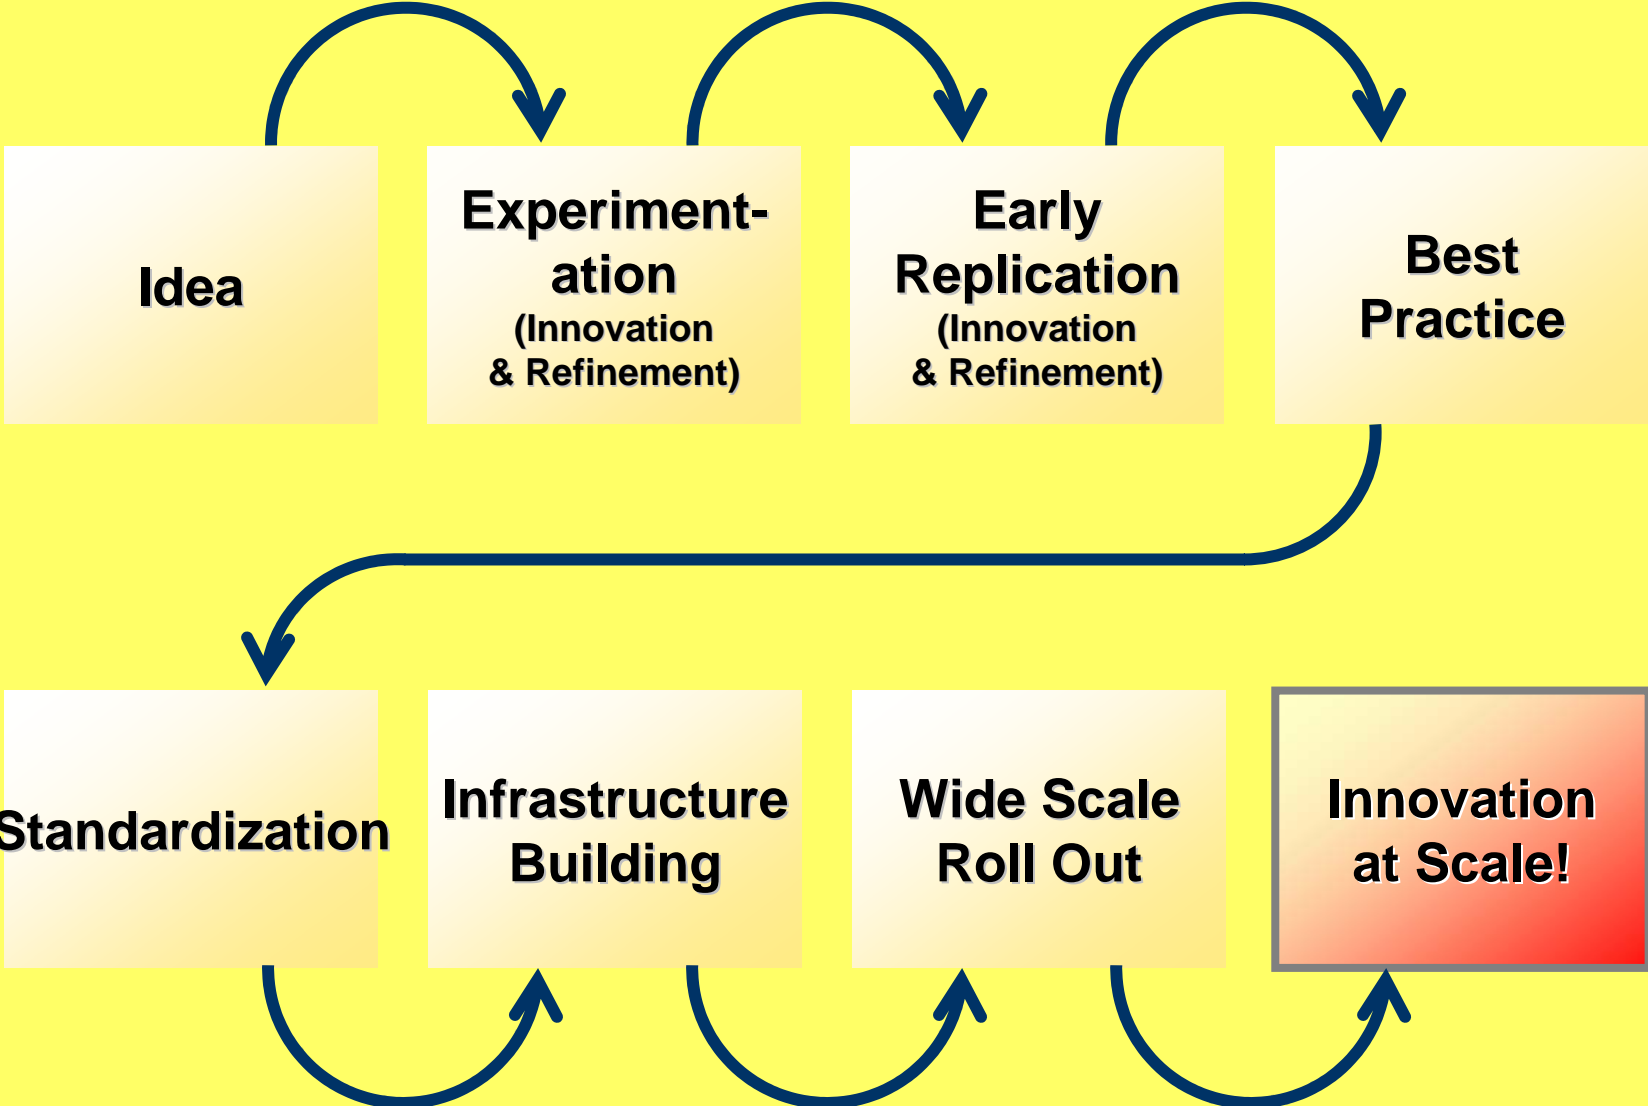 Idea
Experiment-
ation
(Innovation
& Refinement)
Early
Replication
(Innovation
& Refinement)
Best
Practice
Standardization
Infrastructure
Building
Wide Scale
Roll Out
Innovation
at Scale!